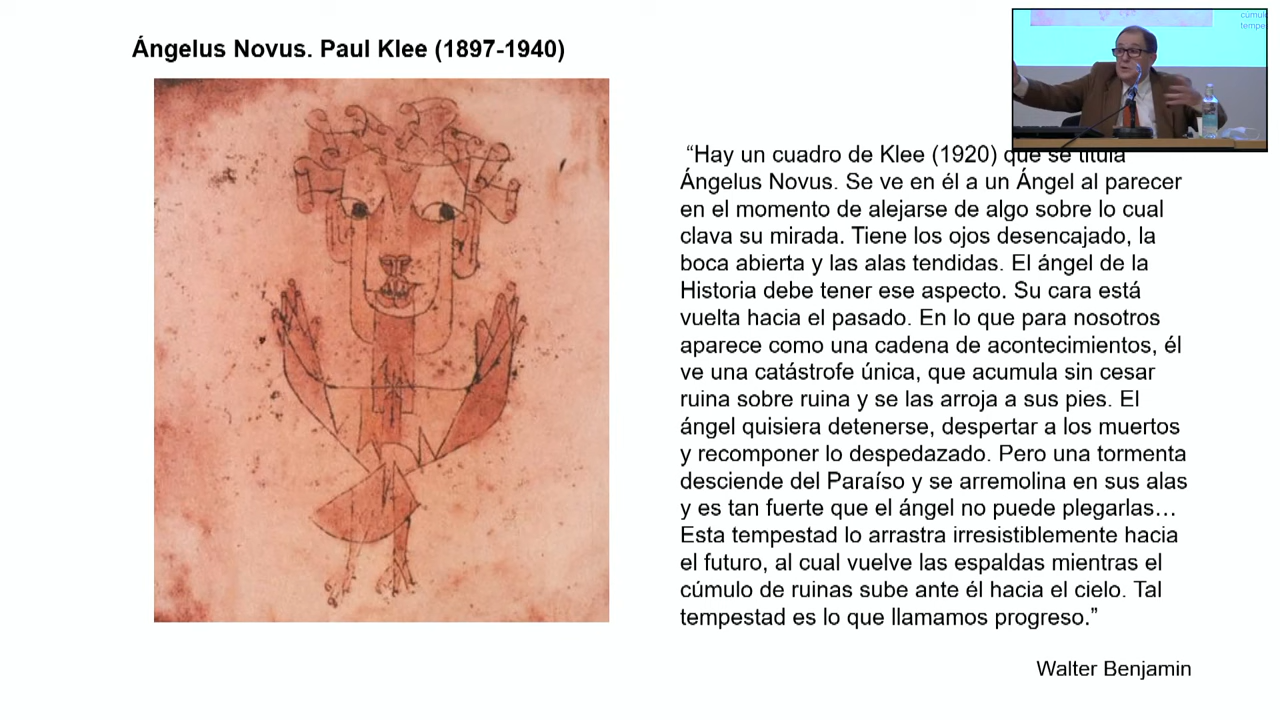 Ángelus Novus. Paul Klee (1897-1940)
cúmulo
tempe
“Hay un cuadro de Klee (1920) que se titula
Ángelus Novus. Se ve en él a un Ángel al parecer
en el momento de alejarse de algo sobre lo cual
clava su mirada. Tiene los ojos desencajado, la
boca abierta y las alas tendidas. El ángel de la
Historia debe tener ese aspecto. Su cara está
vuelta hacia el pasado. En lo que para nosotros
aparece como una cadena de acontecimientos, él
ve una catástrofe única, que acumula sin cesar
ruina sobre ruina y se las arroja a sus pies. El
ángel quisiera detenerse, despertar a los muertos
y recomponer lo despedazado. Pero una tormenta
desciende del Paraíso y se arremolina en sus alas
y es tan fuerte que el ángel no puede plegarlas…
Esta tempestad lo arrastra irresistiblemente hacia
el futuro, al cual vuelve las espaldas mientras el
cúmulo de ruinas sube ante él hacia el cielo. Tal
tempestad es lo que llamamos progreso.”
Walter Benjamin